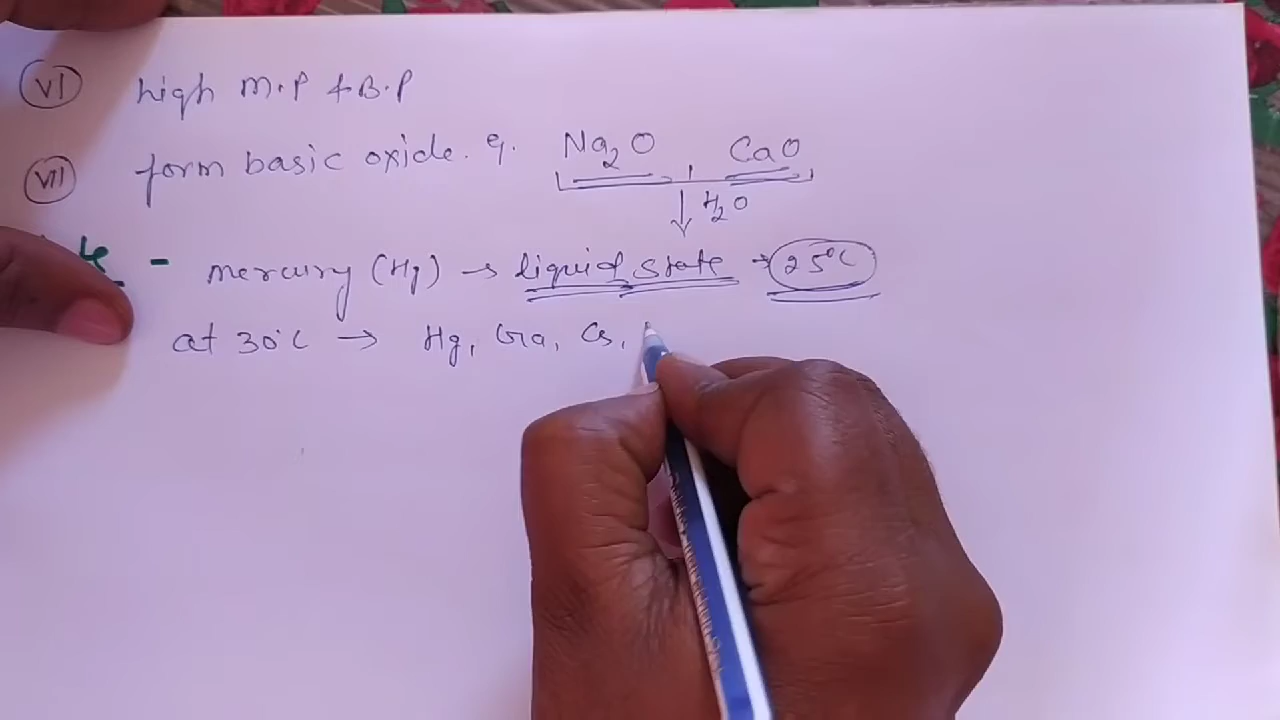 VI high M.P & B.P
VII form basic oxide. eg. Na2O, CaO
H2O
- mercury (Hg) → liquid state → 25°C
at 30°C → Hg, Ga, Cs,